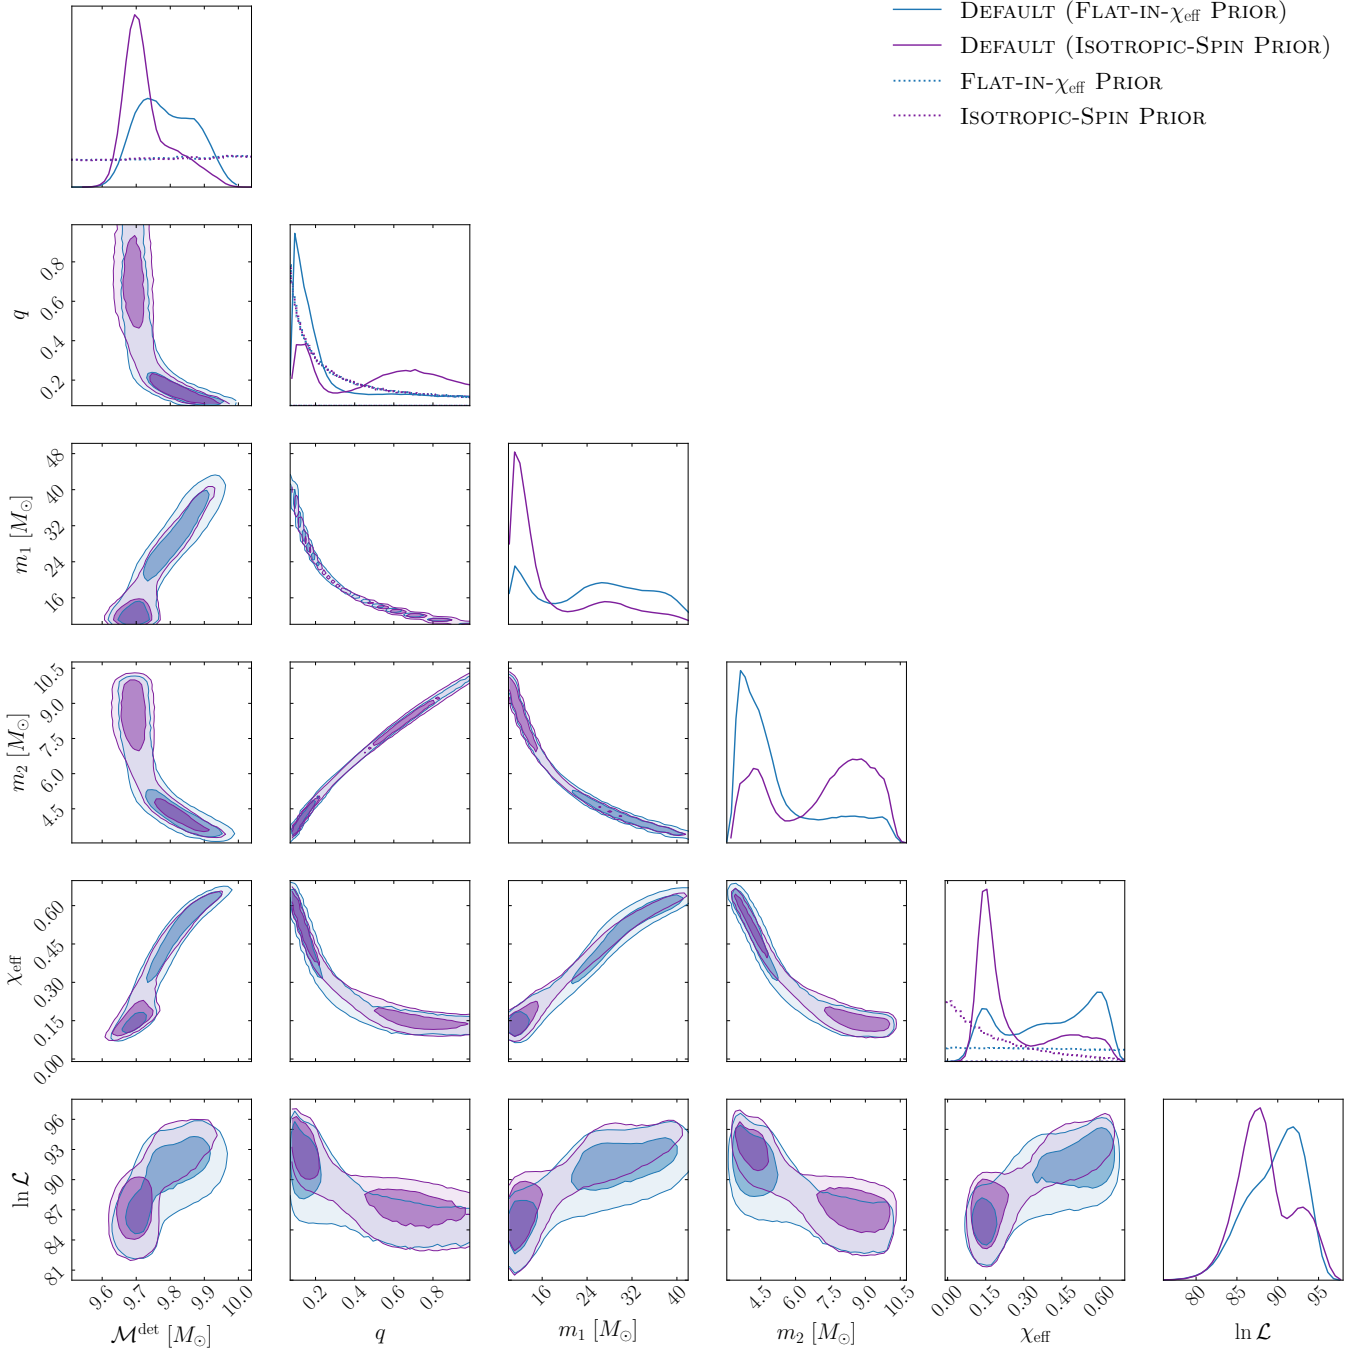 DEFAULT (FLAT-IN-χeff PRIOR)
DEFAULT (ISOTROPIC-SPIN PRIOR)
FLAT-IN-χeff PRIOR
ISOTROPIC-SPIN PRIOR
0.8
0.6
0.4
0.2
q
48
40
32
24
16
m₁ [M⊙]
10.5
9.0
7.5
6.0
4.5
m₂ [M⊙]
0.60
0.45
0.30
0.15
0.00
χeff
96
93
90
87
84
81
ln ℒ
9.6 9.7 9.8 9.9 10.0
0.2 0.4 0.6 0.8
16 24 32 40
4.5 6.0 7.5 9.0 10.5
0.00 0.15 0.30 0.45 0.60
80 85 90 95
ℳdet [M⊙]
q
m₁ [M⊙]
m₂ [M⊙]
χeff
ln ℒ